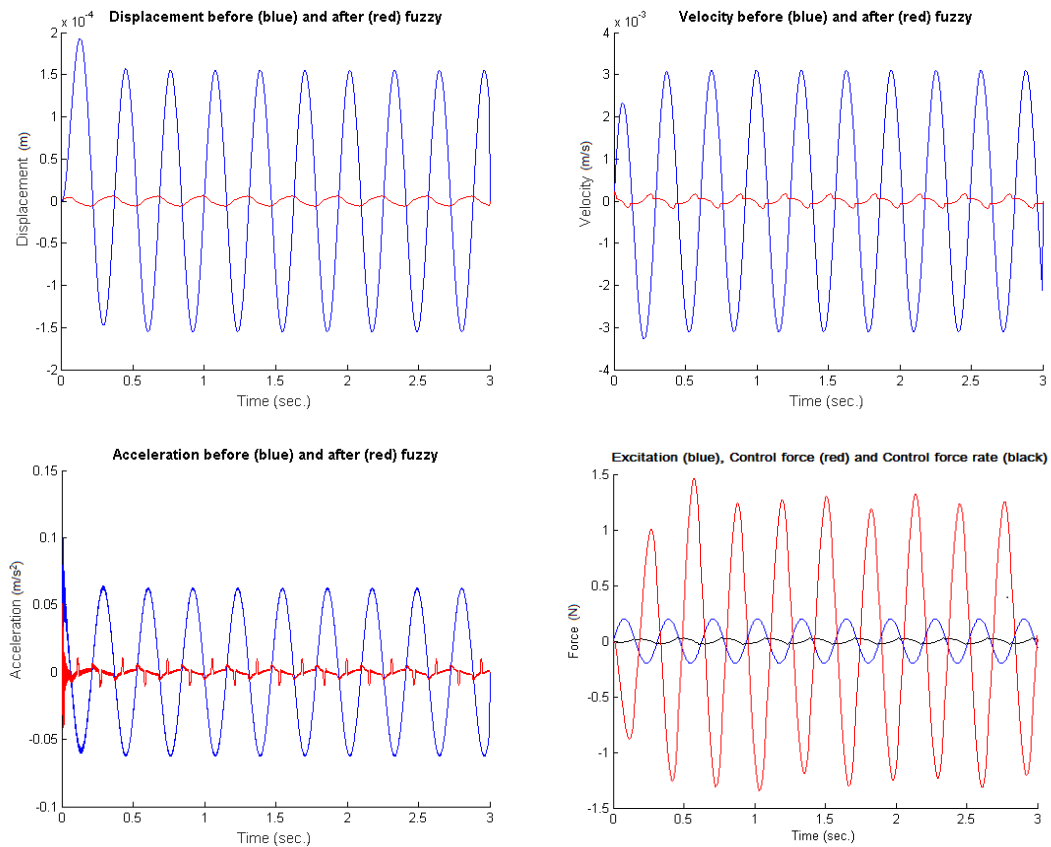 Displacement before (blue) and after (red) fuzzy
x 10-4
2
1.5
1
0.5
0
-0.5
-1
-1.5
-2
Displacement (m)
0 0.5 1 1.5 2 2.5 3
Time (sec.)
Velocity before (blue) and after (red) fuzzy
x 10-3
4
3
2
1
0
-1
-2
-3
-4
Velocity (m/s)
0 0.5 1 1.5 2 2.5 3
Time (sec.)
Acceleration before (blue) and after (red) fuzzy
0.15
0.1
0.05
0
-0.05
-0.1
Acceleration (m/s²)
0 0.5 1 1.5 2 2.5 3
Time (sec.)
Excitation (blue), Control force (red) and Control force rate (black)
1.5
1
0.5
0
-0.5
-1
-1.5
Force (N)
0 0.5 1 1.5 2 2.5 3
Time (sec.)